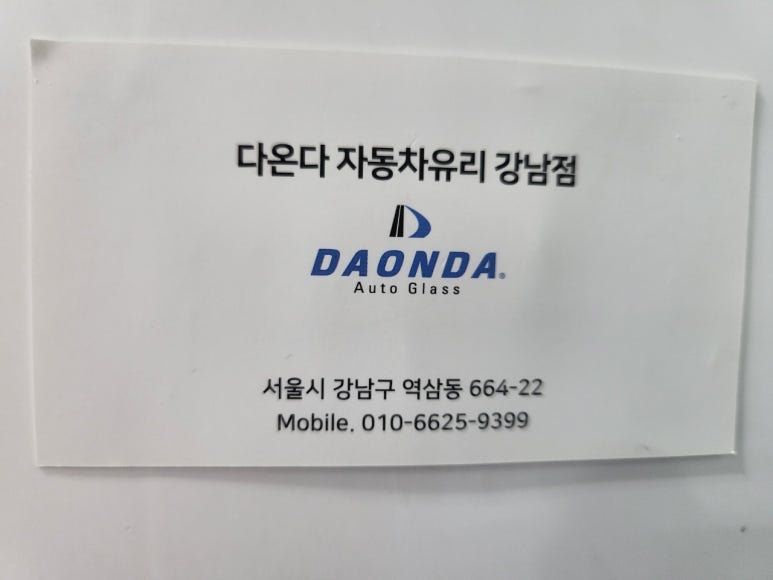 다온다 자동차유리 강남점
DAONDA®
Auto Glass
서울시 강남구 역삼동 664-22
Mobile. 010-6625-9399